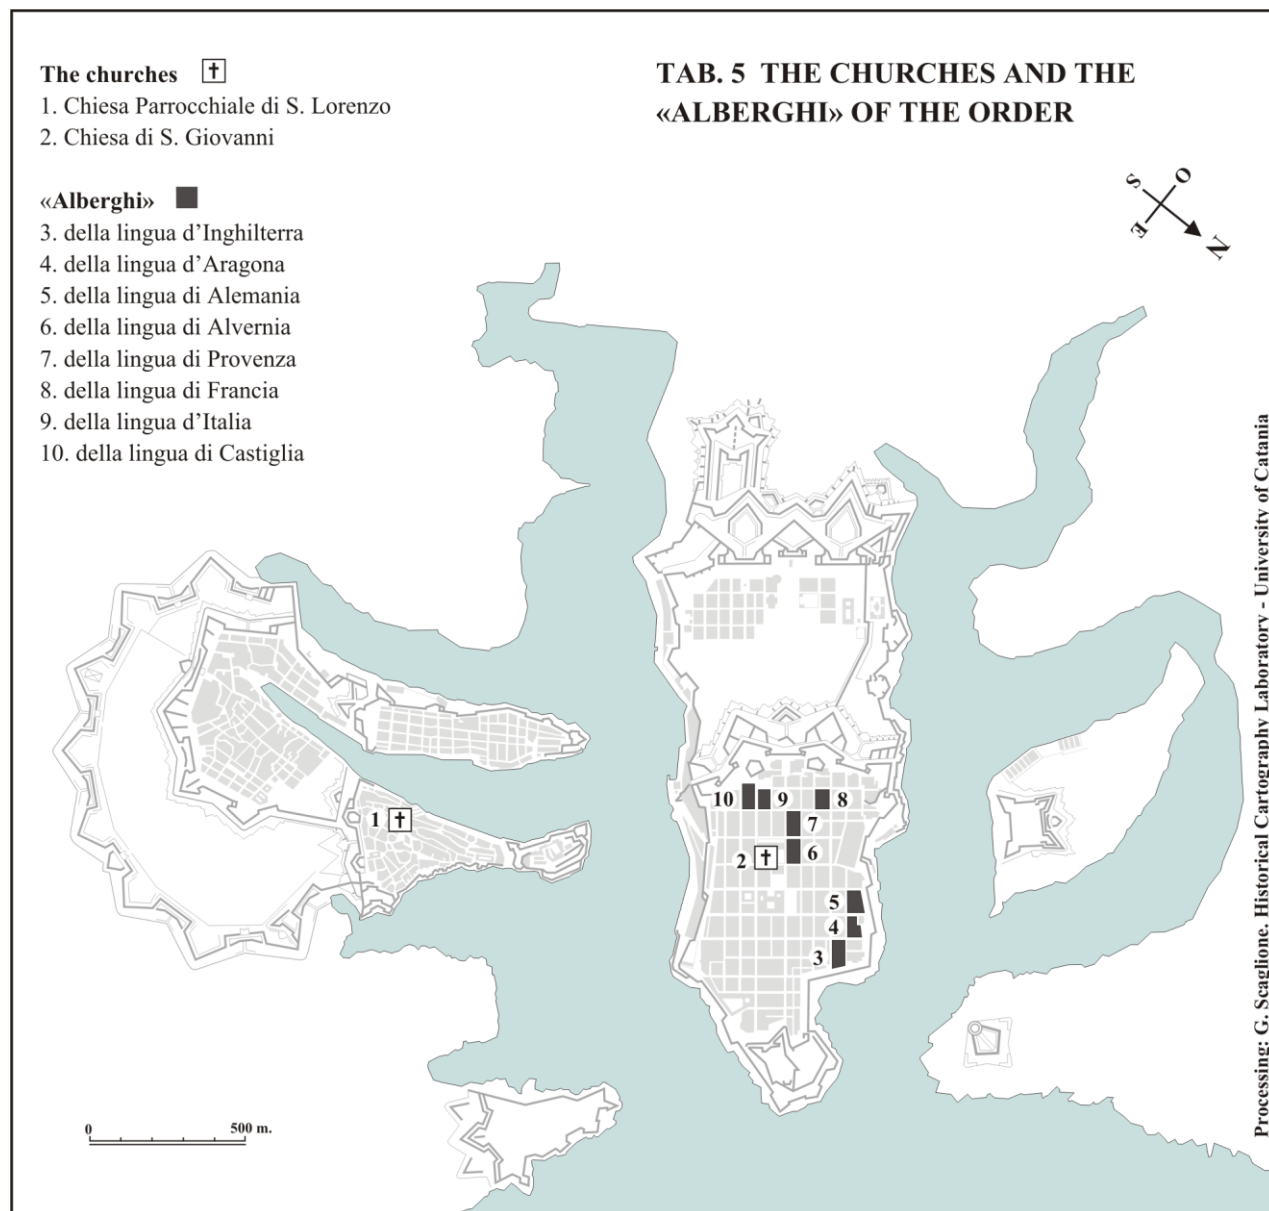 The churches
1. Chiesa Parrocchiale di S. Lorenzo
2. Chiesa di S. Giovanni
«Alberghi»
3. della lingua d’Inghilterra
4. della lingua d’Aragona
5. della lingua di Alemania
6. della lingua di Alvernia
7. della lingua di Provenza
8. della lingua di Francia
9. della lingua d’Italia
10. della lingua di Castiglia
TAB. 5 THE CHURCHES AND THE
«ALBERGHI» OF THE ORDER
S
O
E
N
10
9
8
7
1
2
6
5
4
3
0
500 m.
Processing: G. Scaglione. Historical Cartography Laboratory - University of Catania